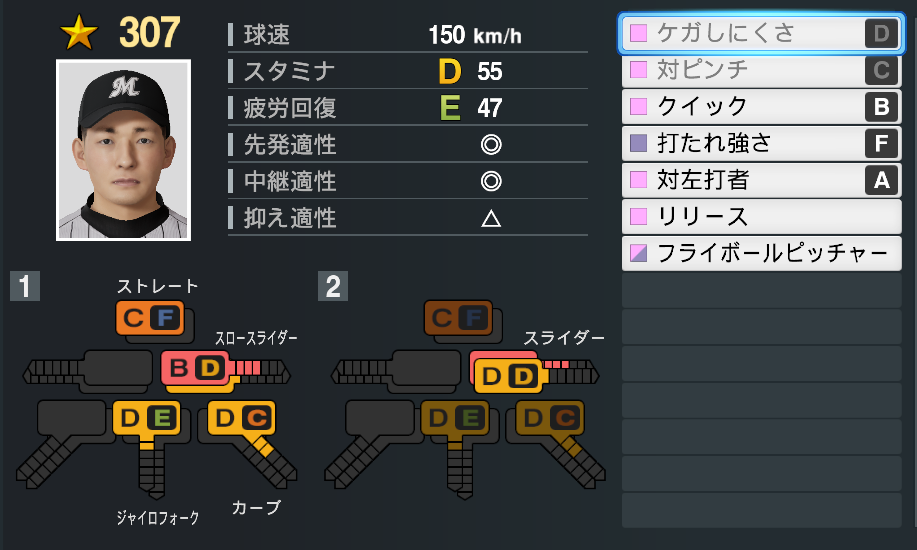 307
M
球速 150 km/h
スタミナ D 55
疲労回復 E 47
先発適性 ◎
中継適性 ◎
抑え適性 △
ケガしにくさ D
対ピンチ C
クイック B
打たれ強さ F
対左打者 A
リリース
フライボールピッチャー
1
ストレート
C F
スロースライダー
B D
D E
D C
ジャイロフォーク
カーブ
2
C F
スライダー
D D
D E
D C